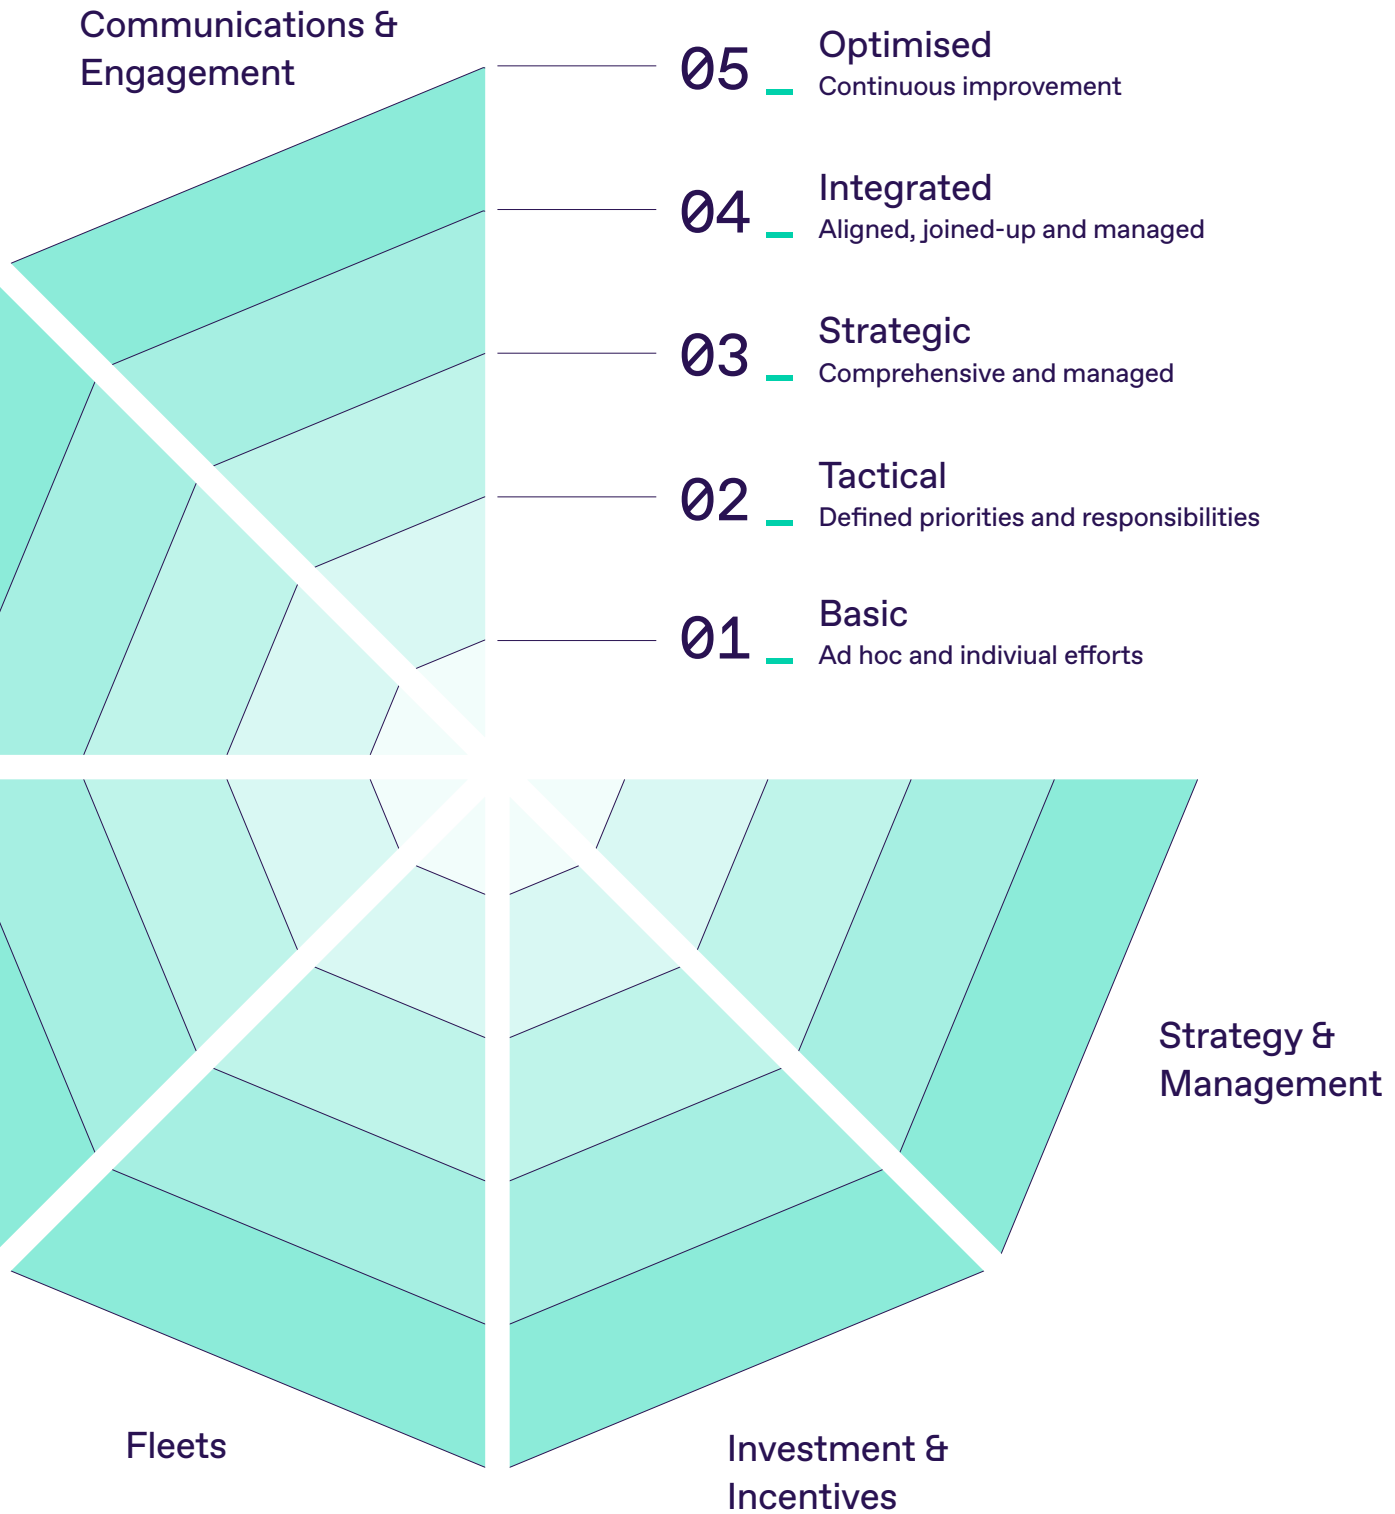 Communications &
Engagement
05
Optimised
Continuous improvement
04
Integrated
Aligned, joined-up and managed
03
Strategic
Comprehensive and managed
02
Tactical
Defined priorities and responsibilities
01
Basic
Ad hoc and indiviual efforts
Strategy &
Management
Fleets
Investment &
Incentives